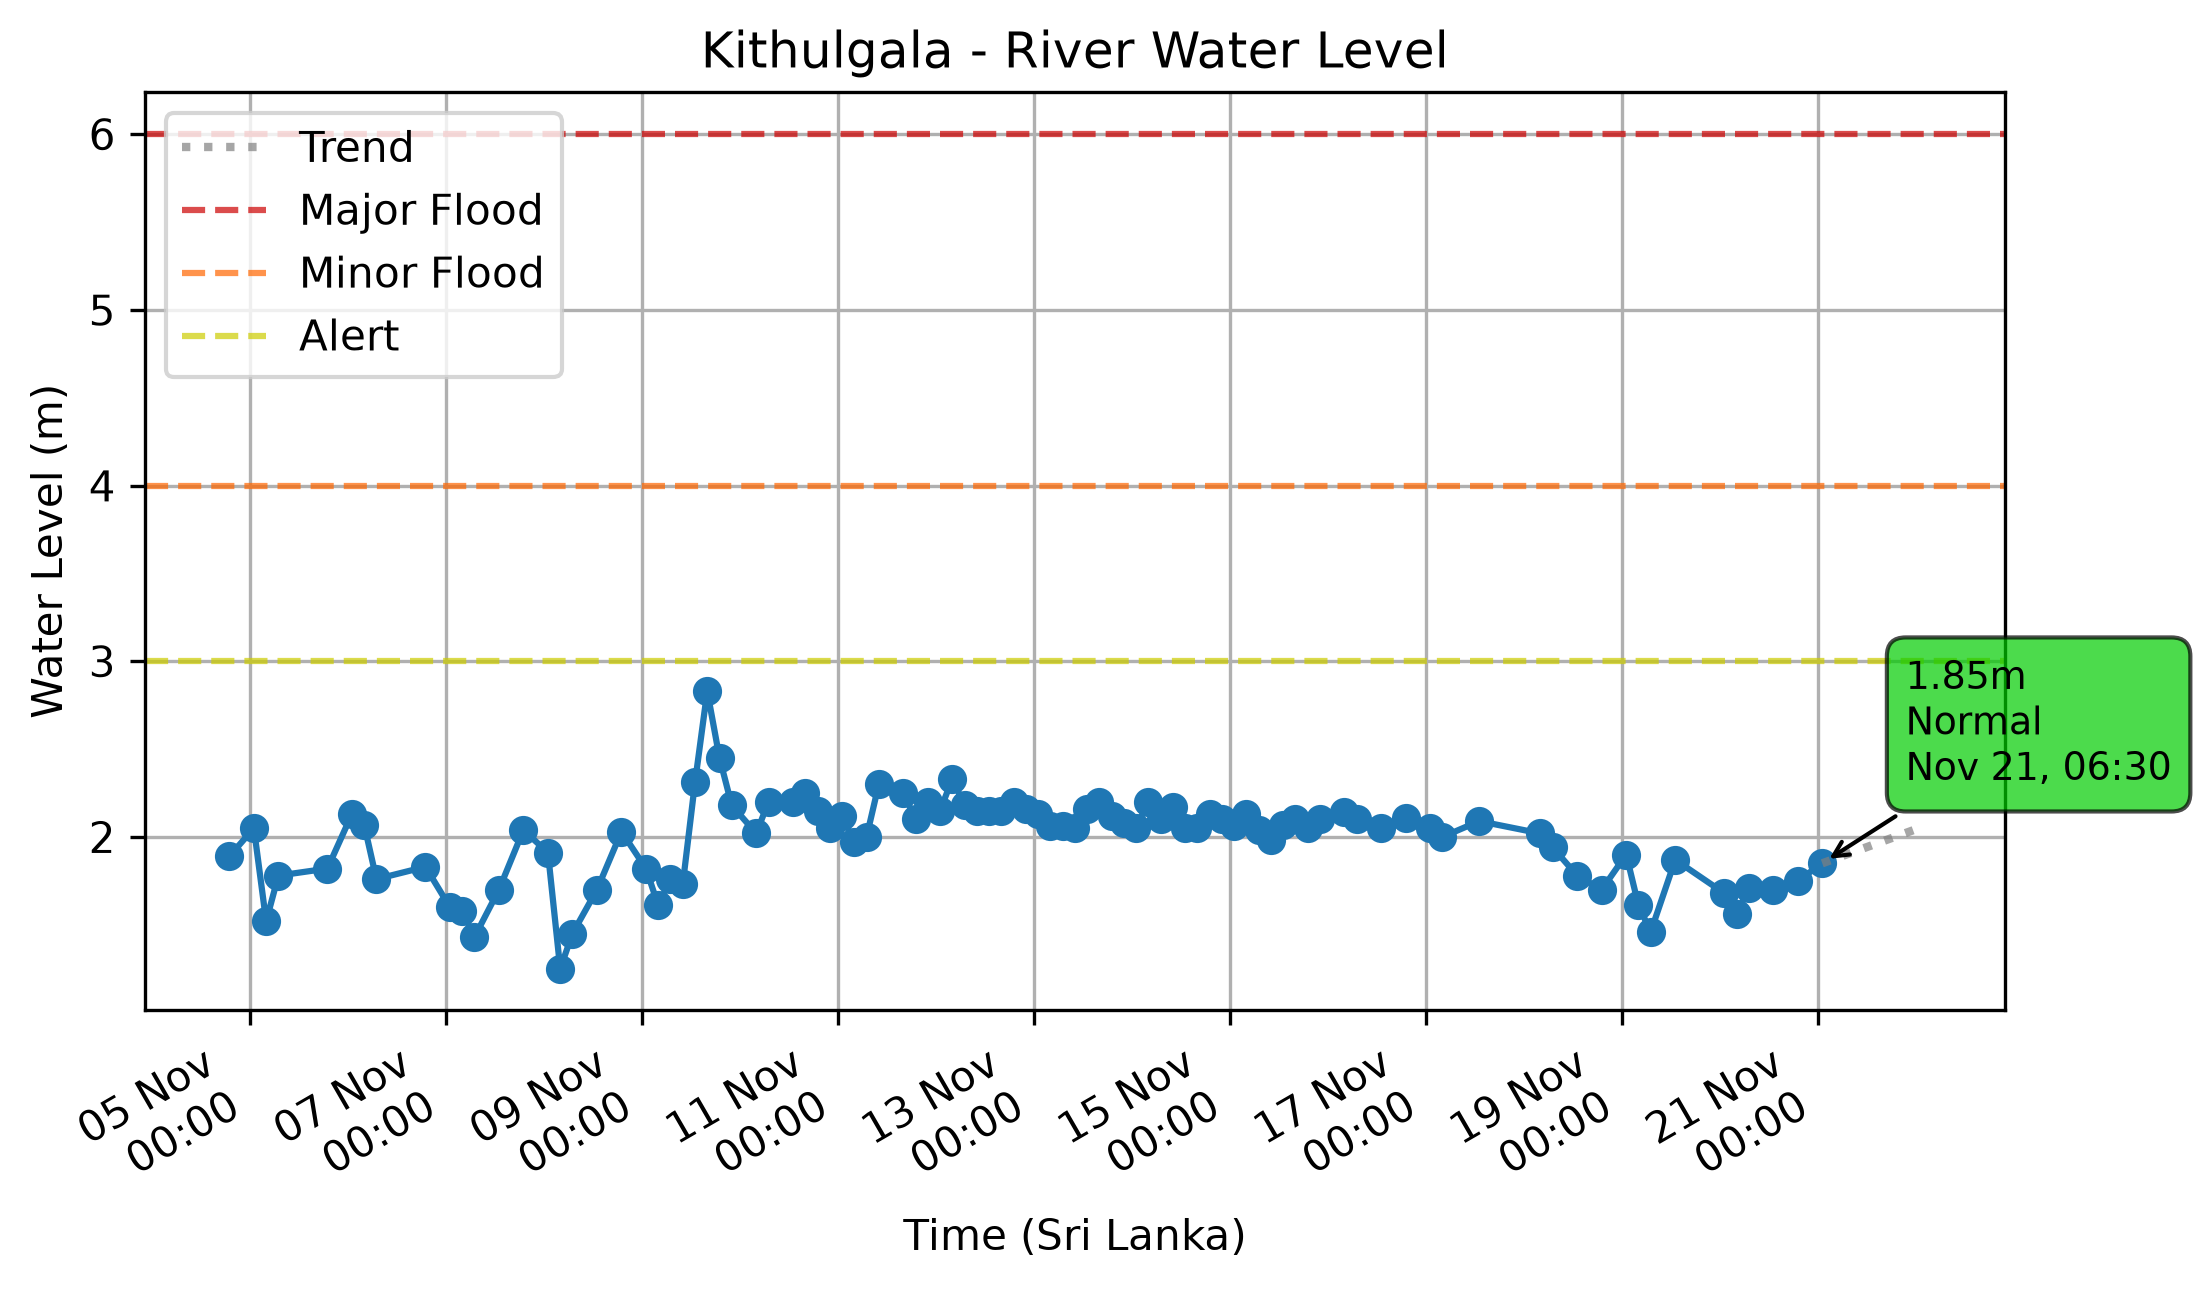 Kithulgala - River Water Level
Trend
Major Flood
Minor Flood
Alert
6
5
4
3
2
Water Level (m)
1.85m
Normal
Nov 21, 06:30
05 Nov
00:00
07 Nov
00:00
09 Nov
00:00
11 Nov
00:00
13 Nov
00:00
15 Nov
00:00
17 Nov
00:00
19 Nov
00:00
21 Nov
00:00
Time (Sri Lanka)